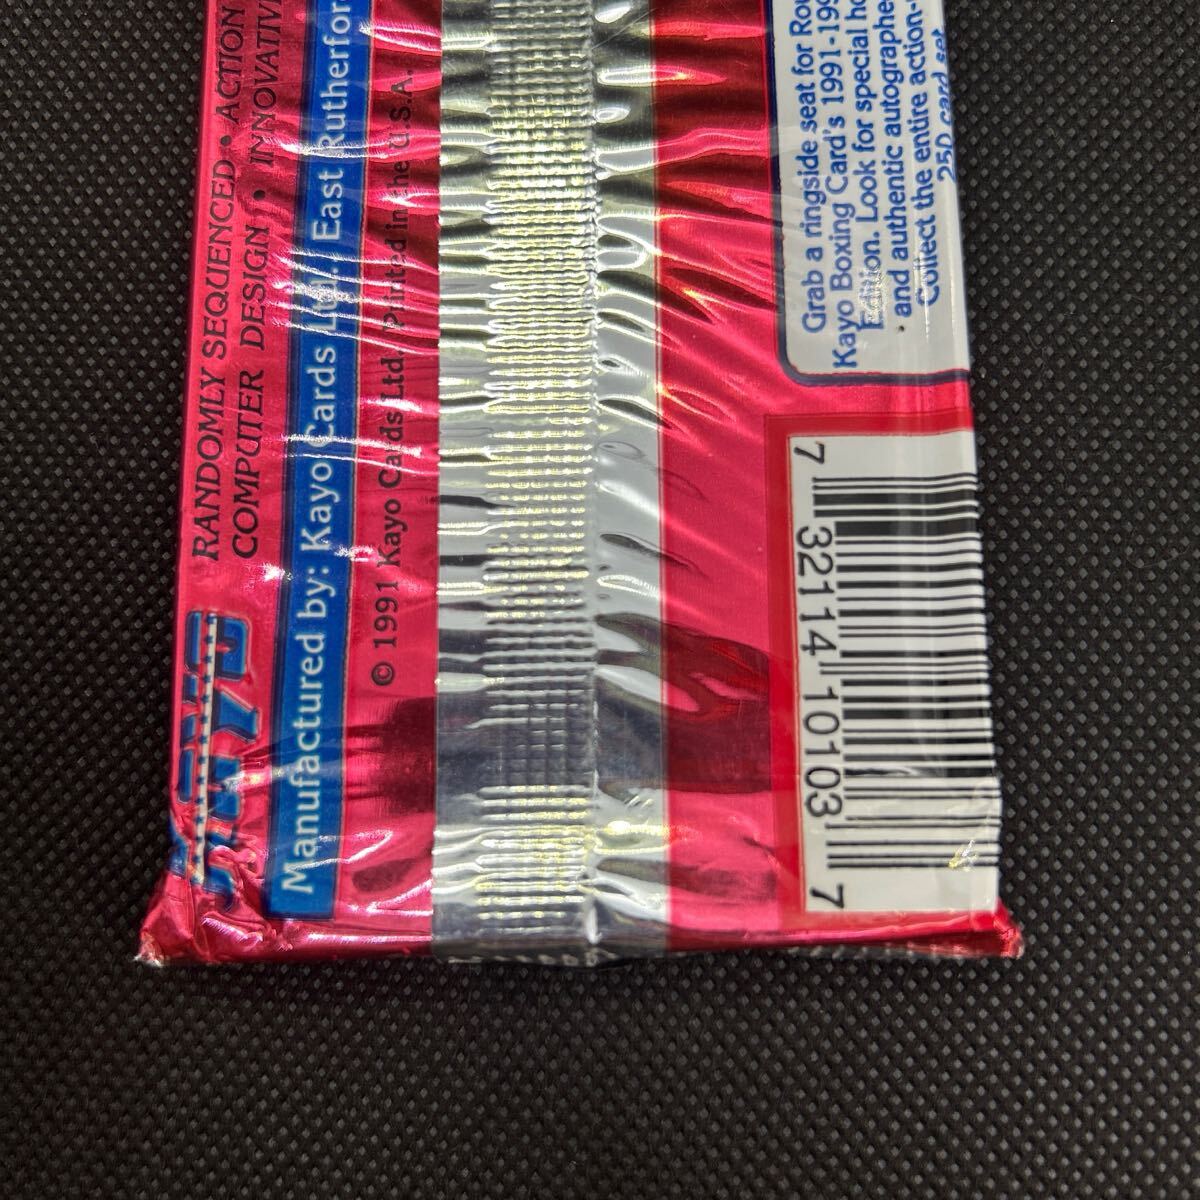 RANDOMLY SEQUENCED • ACTION
COMPUTER DESIGN • INNOVATIV
KAYO
Manufactured by: Kayo Cards Ltd. East Rutherfor
© 1991 Kayo Cards Ltd. Printed in the U.S.A.
Grab a ringside seat for Rou
Kayo Boxing Card's 1991-199
Edition. Look for special ho
and authentic autographe
Collect the entire action-
250 card set
7 32114 10103 7